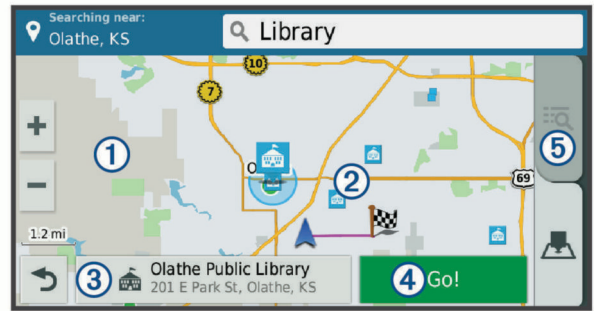 Searching near:
Olathe, KS
Library
10
7
+
1
5
O
2
69
−
1.2 mi
3
Olathe Public Library
201 E Park St, Olathe, KS
4
Go!